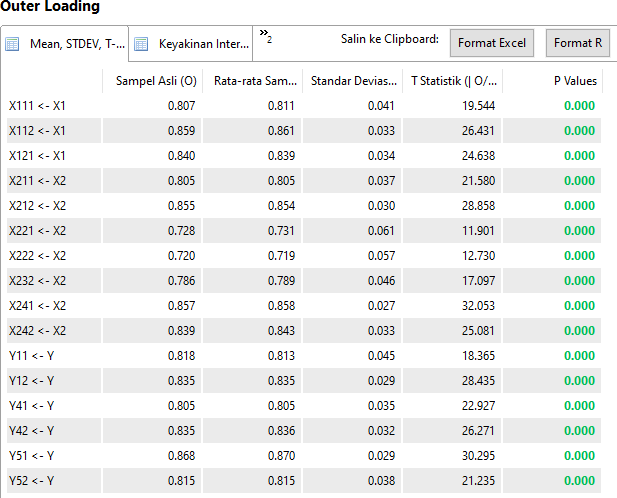 Outer Loading
Mean, STDEV, T-... Keyakinan Inter... »2 Salin ke Clipboard: Format Excel Format R
Sampel Asli (O) Rata-rata Sam... Standar Devias... T Statistik (| O/... P Values
X111 <- X1 0.807 0.811 0.041 19.544 0.000
X112 <- X1 0.859 0.861 0.033 26.431 0.000
X121 <- X1 0.840 0.839 0.034 24.638 0.000
X211 <- X2 0.805 0.805 0.037 21.580 0.000
X212 <- X2 0.855 0.854 0.030 28.858 0.000
X221 <- X2 0.728 0.731 0.061 11.901 0.000
X222 <- X2 0.720 0.719 0.057 12.730 0.000
X232 <- X2 0.786 0.789 0.046 17.097 0.000
X241 <- X2 0.857 0.858 0.027 32.053 0.000
X242 <- X2 0.839 0.843 0.033 25.081 0.000
Y11 <- Y 0.818 0.813 0.045 18.365 0.000
Y12 <- Y 0.835 0.835 0.029 28.435 0.000
Y41 <- Y 0.805 0.805 0.035 22.927 0.000
Y42 <- Y 0.835 0.836 0.032 26.271 0.000
Y51 <- Y 0.868 0.870 0.029 30.295 0.000
Y52 <- Y 0.815 0.815 0.038 21.235 0.000